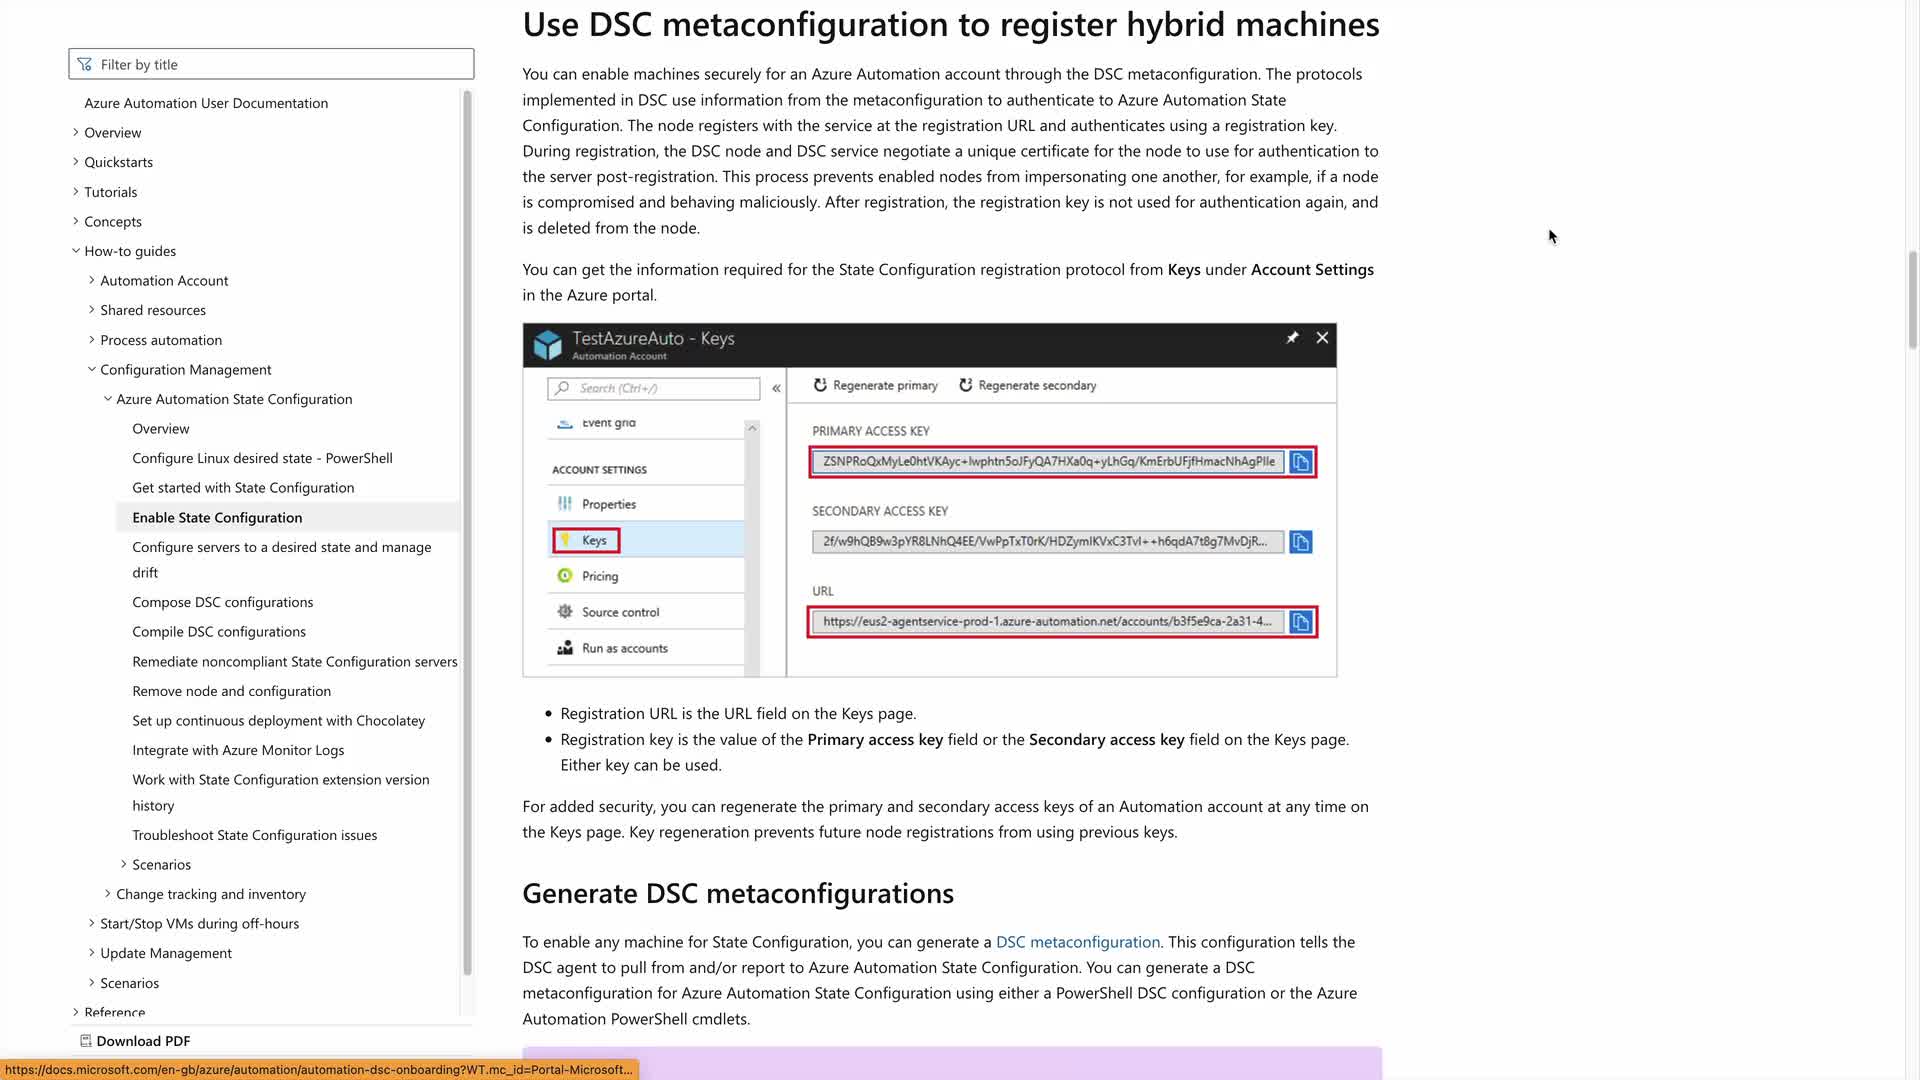 Use DSC metaconfiguration to register hybrid machines
Filter by title
Azure Automation User Documentation
Overview
Quickstarts
Tutorials
Concepts
How-to guides
Automation Account
Shared resources
Process automation
Configuration Management
Azure Automation State Configuration
Overview
Configure Linux desired state - PowerShell
Get started with State Configuration
Enable State Configuration
Configure servers to a desired state and manage
drift
Compose DSC configurations
Compile DSC configurations
Remediate noncompliant State Configuration servers
Remove node and configuration
Set up continuous deployment with Chocolatey
Integrate with Azure Monitor Logs
Work with State Configuration extension version
history
Troubleshoot State Configuration issues
Scenarios
Change tracking and inventory
Start/Stop VMs during off-hours
Update Management
Scenarios
Reference
Download PDF
You can enable machines securely for an Azure Automation account through the DSC metaconfiguration. The protocols
implemented in DSC use information from the metaconfiguration to authenticate to Azure Automation State
Configuration. The node registers with the service at the registration URL and authenticates using a registration key.
During registration, the DSC node and DSC service negotiate a unique certificate for the node to use for authentication to
the server post-registration. This process prevents enabled nodes from impersonating one another, for example, if a node
is compromised and behaving maliciously. After registration, the registration key is not used for authentication again, and
is deleted from the node.
You can get the information required for the State Configuration registration protocol from Keys under Account Settings
in the Azure portal.
TestAzureAuto - Keys
Automation Account
Search (Ctrl+/)
Event grid
ACCOUNT SETTINGS
Properties
Keys
Pricing
Source control
Run as accounts
Regenerate primary
Regenerate secondary
PRIMARY ACCESS KEY
ZSNPRoQxMyLe0htVKAyc+Iwphtn5oJFyQA7HXa0q+yLhGq/KmErbUFjfHmacNhAgPIle
SECONDARY ACCESS KEY
2f/w9hQB9w3pYR8LNhQ4EE/VwPpTxT0rK/HDZymIKVxC3TvI++h6qdA7t8g7MvDjR...
URL
https://eus2-agentservice-prod-1.azure-automation.net/accounts/b3f5e9ca-2a31-4...
• Registration URL is the URL field on the Keys page.
• Registration key is the value of the Primary access key field or the Secondary access key field on the Keys page.
Either key can be used.
For added security, you can regenerate the primary and secondary access keys of an Automation account at any time on
the Keys page. Key regeneration prevents future node registrations from using previous keys.
Generate DSC metaconfigurations
To enable any machine for State Configuration, you can generate a DSC metaconfiguration. This configuration tells the
DSC agent to pull from and/or report to Azure Automation State Configuration. You can generate a DSC
metaconfiguration for Azure Automation State Configuration using either a PowerShell DSC configuration or the Azure
Automation PowerShell cmdlets.
https://docs.microsoft.com/en-gb/azure/automation/automation-dsc-onboarding?WT.mc_id=Portal-Microsoft...